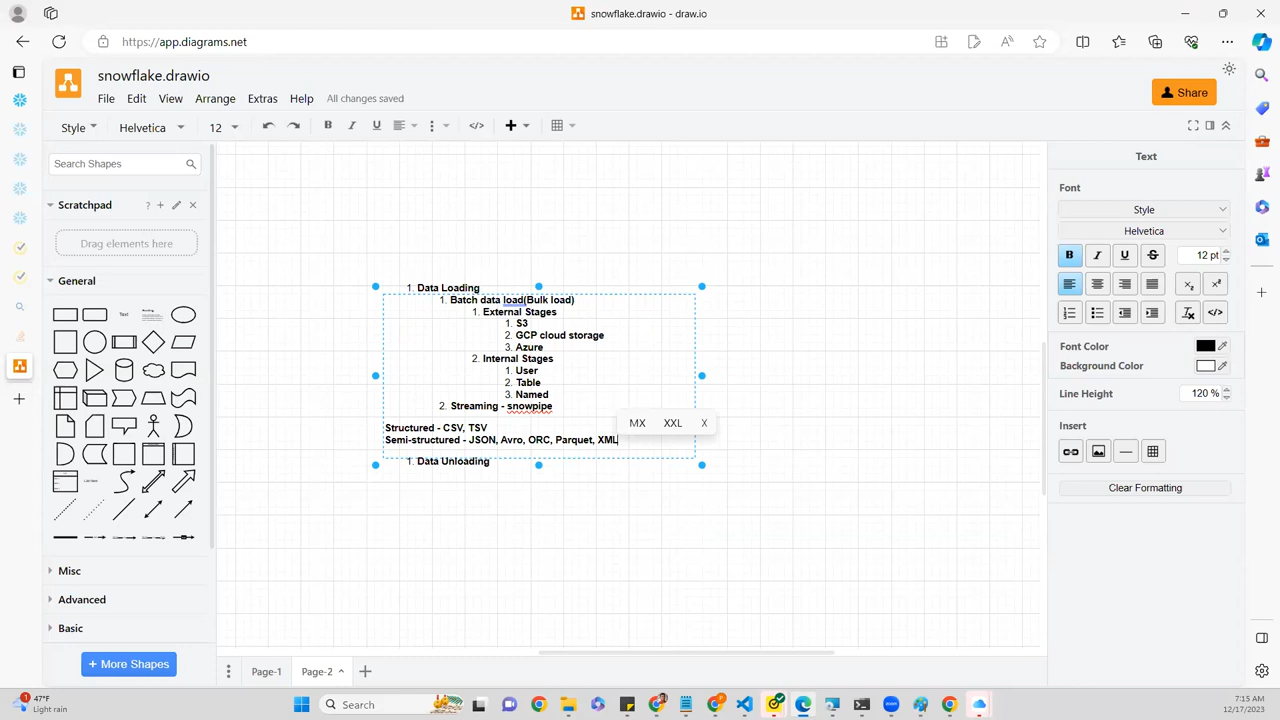 snowflake.drawio - draw.io
https://app.diagrams.net
snowflake.drawio
File Edit View Arrange Extras Help All changes saved
Share
Style Helvetica 12
Search Shapes
Scratchpad
Drag elements here
General
Text
Heading
List Item
Misc
Advanced
Basic
+ More Shapes
1. Data Loading
1. Batch data load(Bulk load)
1. External Stages
1. S3
2. GCP cloud storage
3. Azure
2. Internal Stages
1. User
2. Table
3. Named
2. Streaming - snowpipe
MX XXL X
Structured - CSV, TSV
Semi-structured - JSON, Avro, ORC, Parquet, XML
1. Data Unloading
Text
Font
Style
Helvetica
B I U S 12 pt
Font Color
Background Color
Line Height 120 %
Insert
Clear Formatting
Page-1 Page-2
1
47°F
Light rain
Search
7:15 AM
12/17/2023